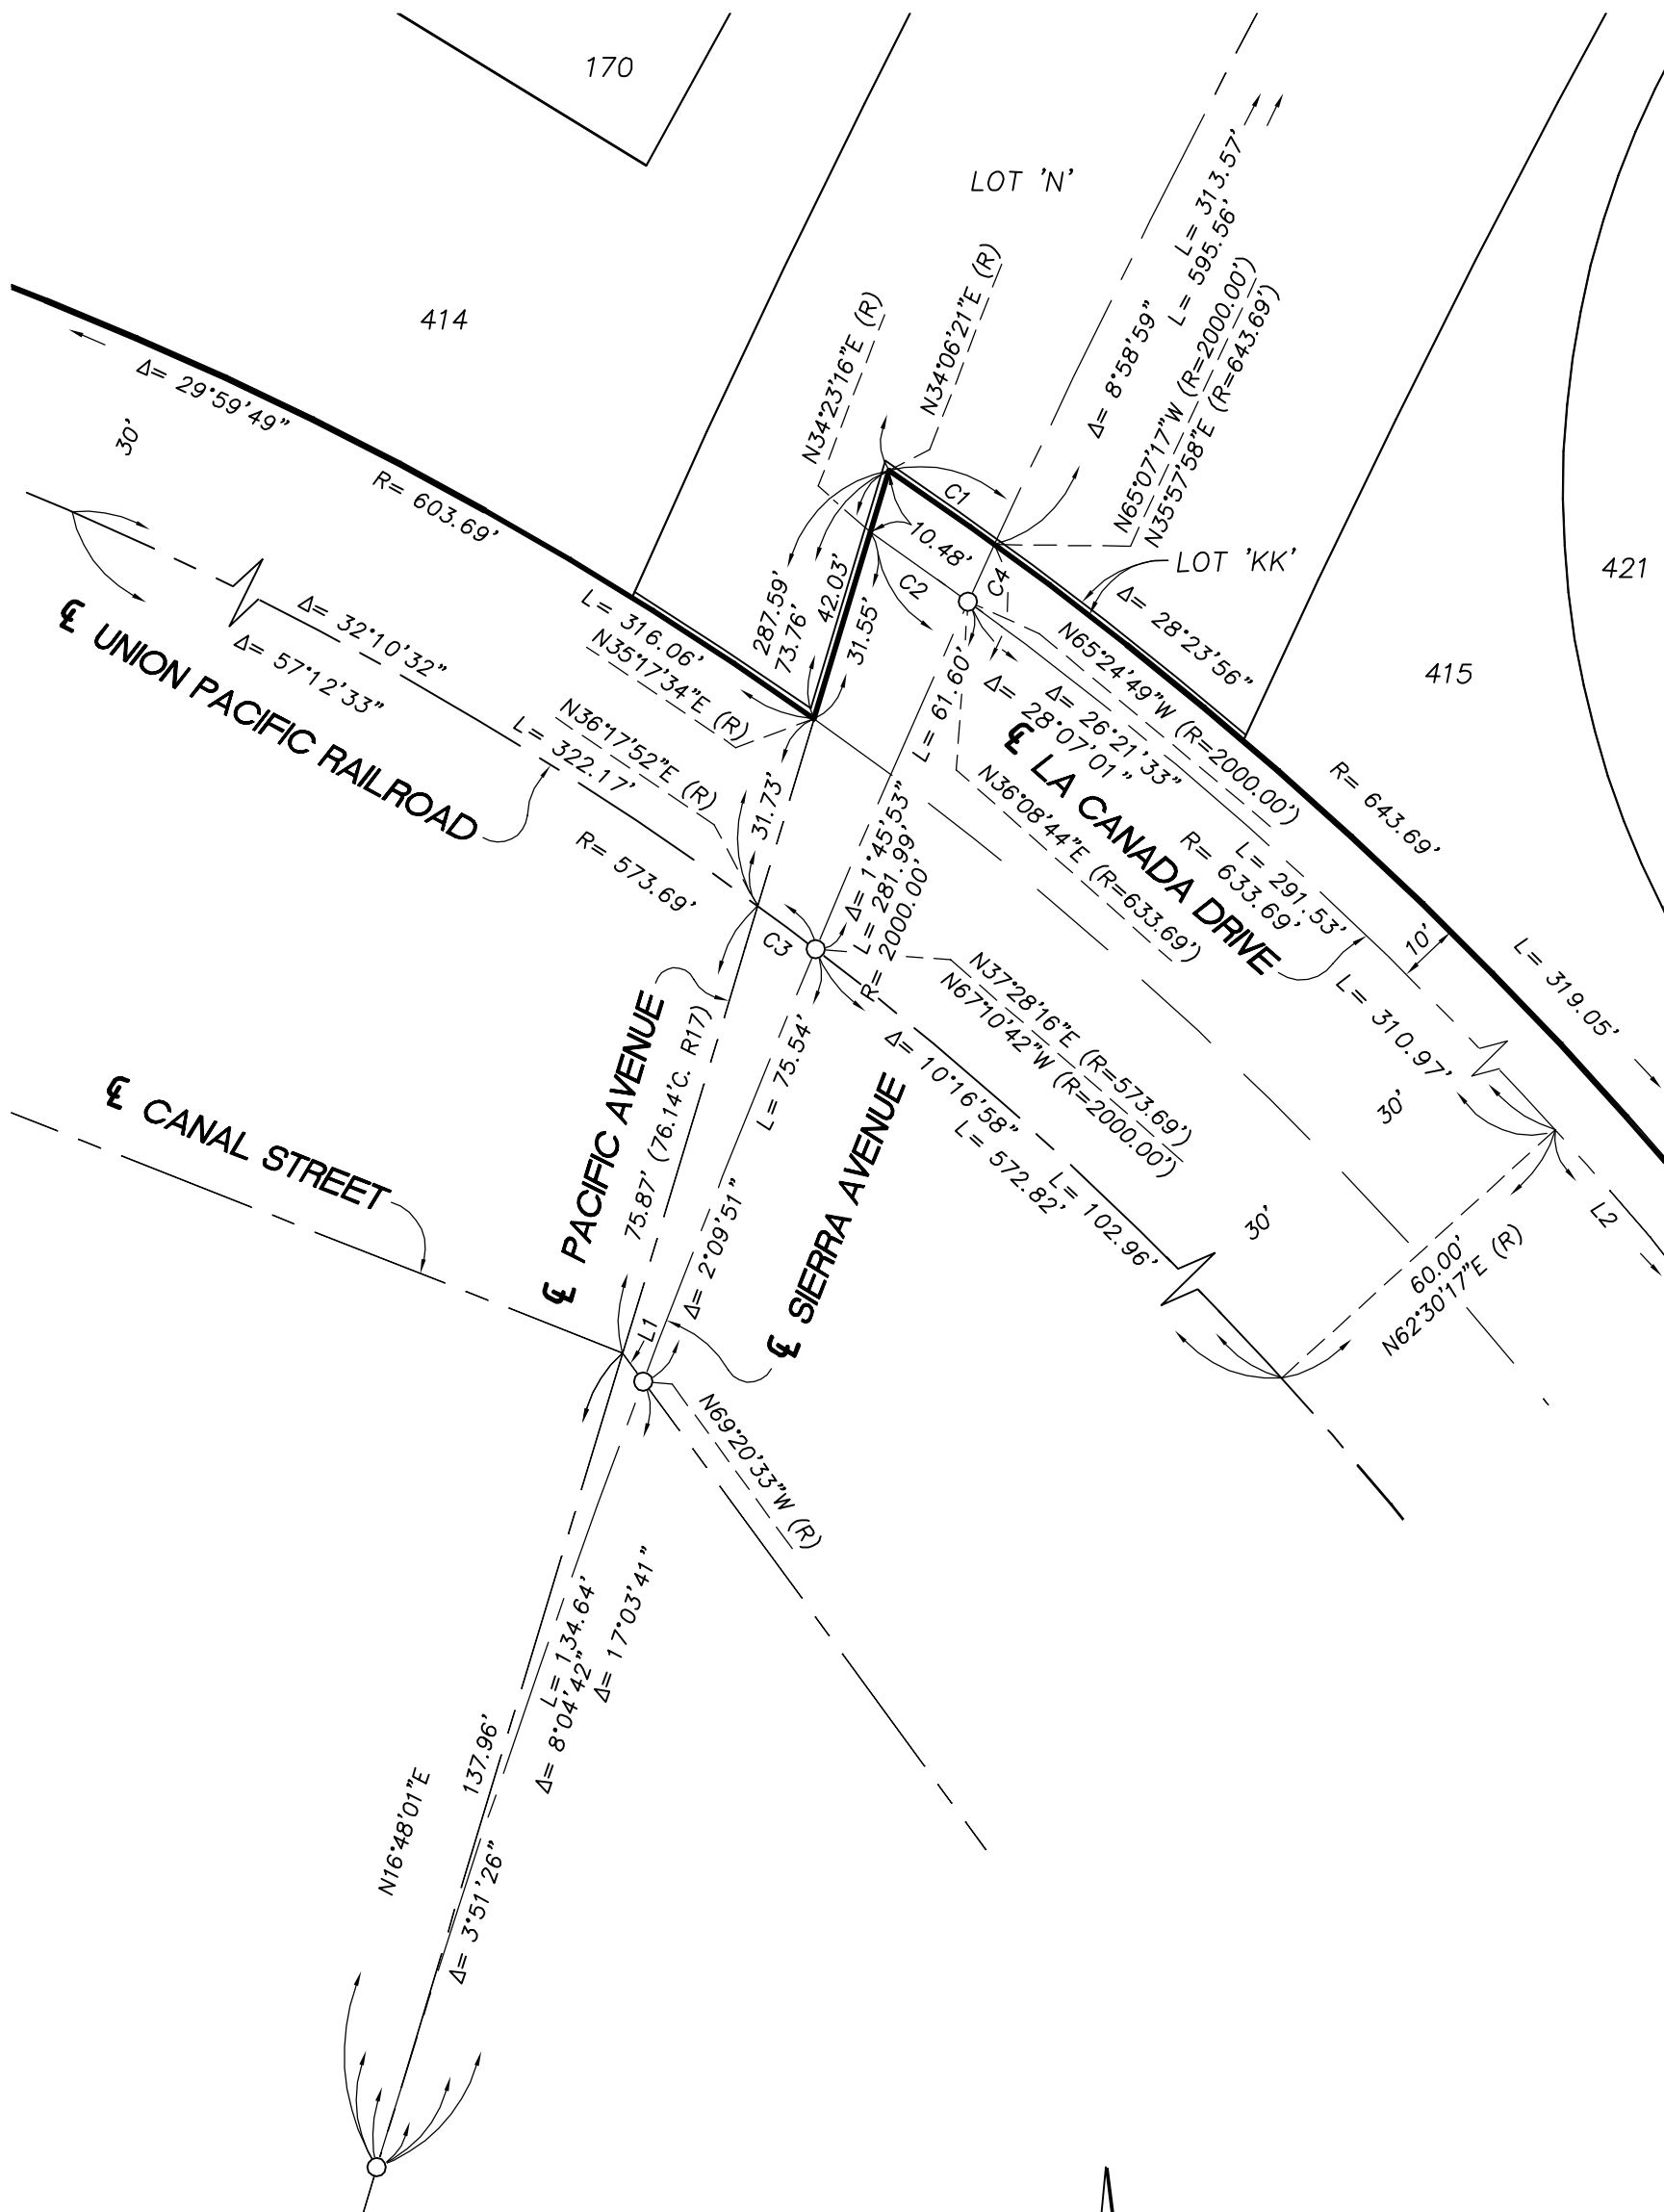 170
LOT 'N'
414
Δ= 29°59'49"
30'
R= 603.69'
℄ UNION PACIFIC RAILROAD
Δ= 32°10'32"
Δ= 57°12'33"
L= 316.06'
N35°17'34"E (R)
N36°17'52"E (R)
L= 322.17'
R= 573.69'
N34°23'16"E (R)
N34°06'21"E (R)
287.59'
73.76'
42.03'
31.55'
31.73'
10.48'
C1
C2
C3
C4
L= 313.57'
L= 595.56'
Δ= 8°58'59"
N65°07'17"W (R=2000.00')
N35°57'58"E (R=643.69')
LOT 'KK'
421
415
Δ= 28°23'56"
N65°24'49"W (R=2000.00')
Δ= 26°21'33"
Δ= 28°07'01"
℄ LA CANADA DRIVE
N36°08'44"E (R=633.69')
R= 643.69'
L= 291.53'
R= 633.69'
10'
L= 319.05'
L= 310.97'
30'
L= 61.60'
Δ= 1°45'53"
L= 281.99'
R= 2000.00'
N37°28'16"E (R=573.69')
N67°10'42"W (R=2000.00')
Δ= 10°16'58"
L= 572.82'
L= 102.96'
30'
L2
60.00'
N62°30'17"E (R)
℄ CANAL STREET
℄ PACIFIC AVENUE
75.87' (76.14'C. R17)
L= 75.54'
Δ= 2°09'51"
℄ SIERRA AVENUE
L1
N69°20'33"W (R)
L= 134.64'
Δ= 8°04'42"
Δ= 17°03'41"
137.96'
N16°48'01"E
Δ= 3°51'26"